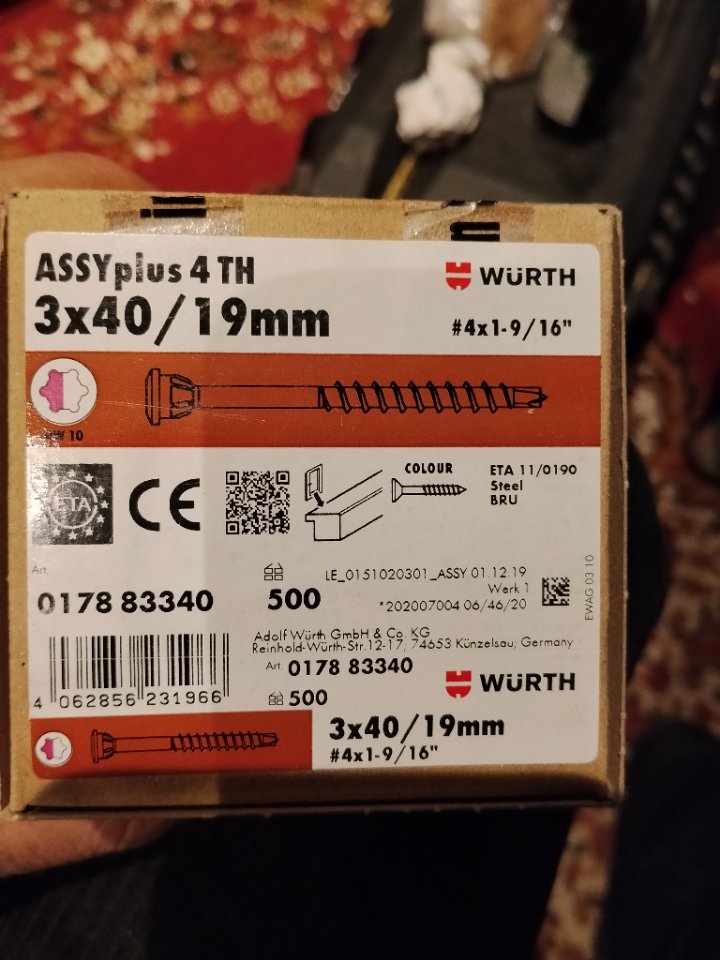 ASSYplus 4 TH
WÜRTH
3x40/19mm
#4x1-9/16"
10
ETA
CE
COLOUR
ETA 11/0190
Steel
BRU
Art.
0178 83340
500
LE_0151020301_ASSY 01.12.19
Werk 1
*202007004 06/46/20
EWAG 03 10
Adolf Würth GmbH & Co. KG
Reinhold-Würth-Str.12-17, 74653 Künzelsau; Germany
Art. 0178 83340
500
WÜRTH
4 062856 231966
3x40/19mm
#4x1-9/16"